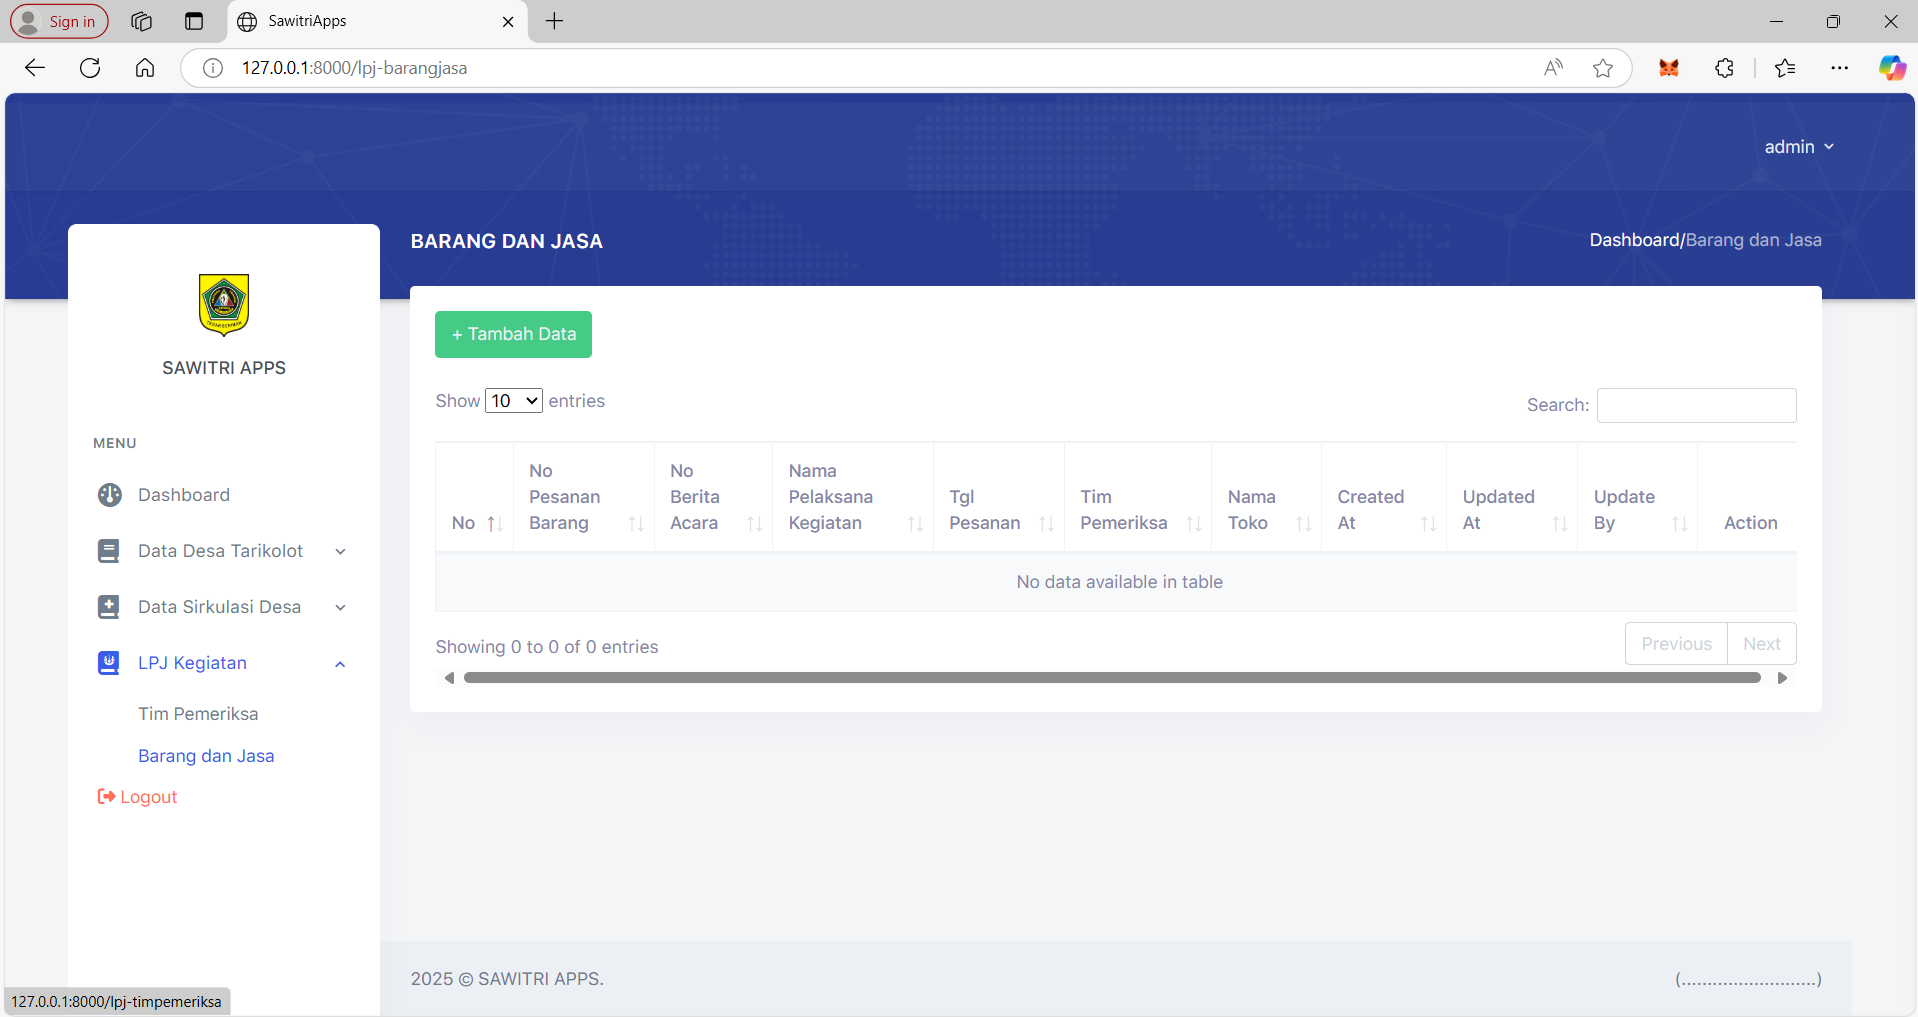 Sign in
SawitriApps
127.0.0.1:8000/lpj-barangjasa
admin
BARANG DAN JASA
Dashboard/Barang dan Jasa
SAWITRI APPS
MENU
Dashboard
Data Desa Tarikolot
Data Sirkulasi Desa
LPJ Kegiatan
Tim Pemeriksa
Barang dan Jasa
Logout
+ Tambah Data
Show 10 entries
Search:
No
No Pesanan Barang
No Berita Acara
Nama Pelaksana Kegiatan
Tgl Pesanan
Tim Pemeriksa
Nama Toko
Created At
Updated At
Update By
Action
No data available in table
Showing 0 to 0 of 0 entries
Previous
Next
2025 © SAWITRI APPS.
(..........................)
127.0.0.1:8000/lpj-timpemeriksa